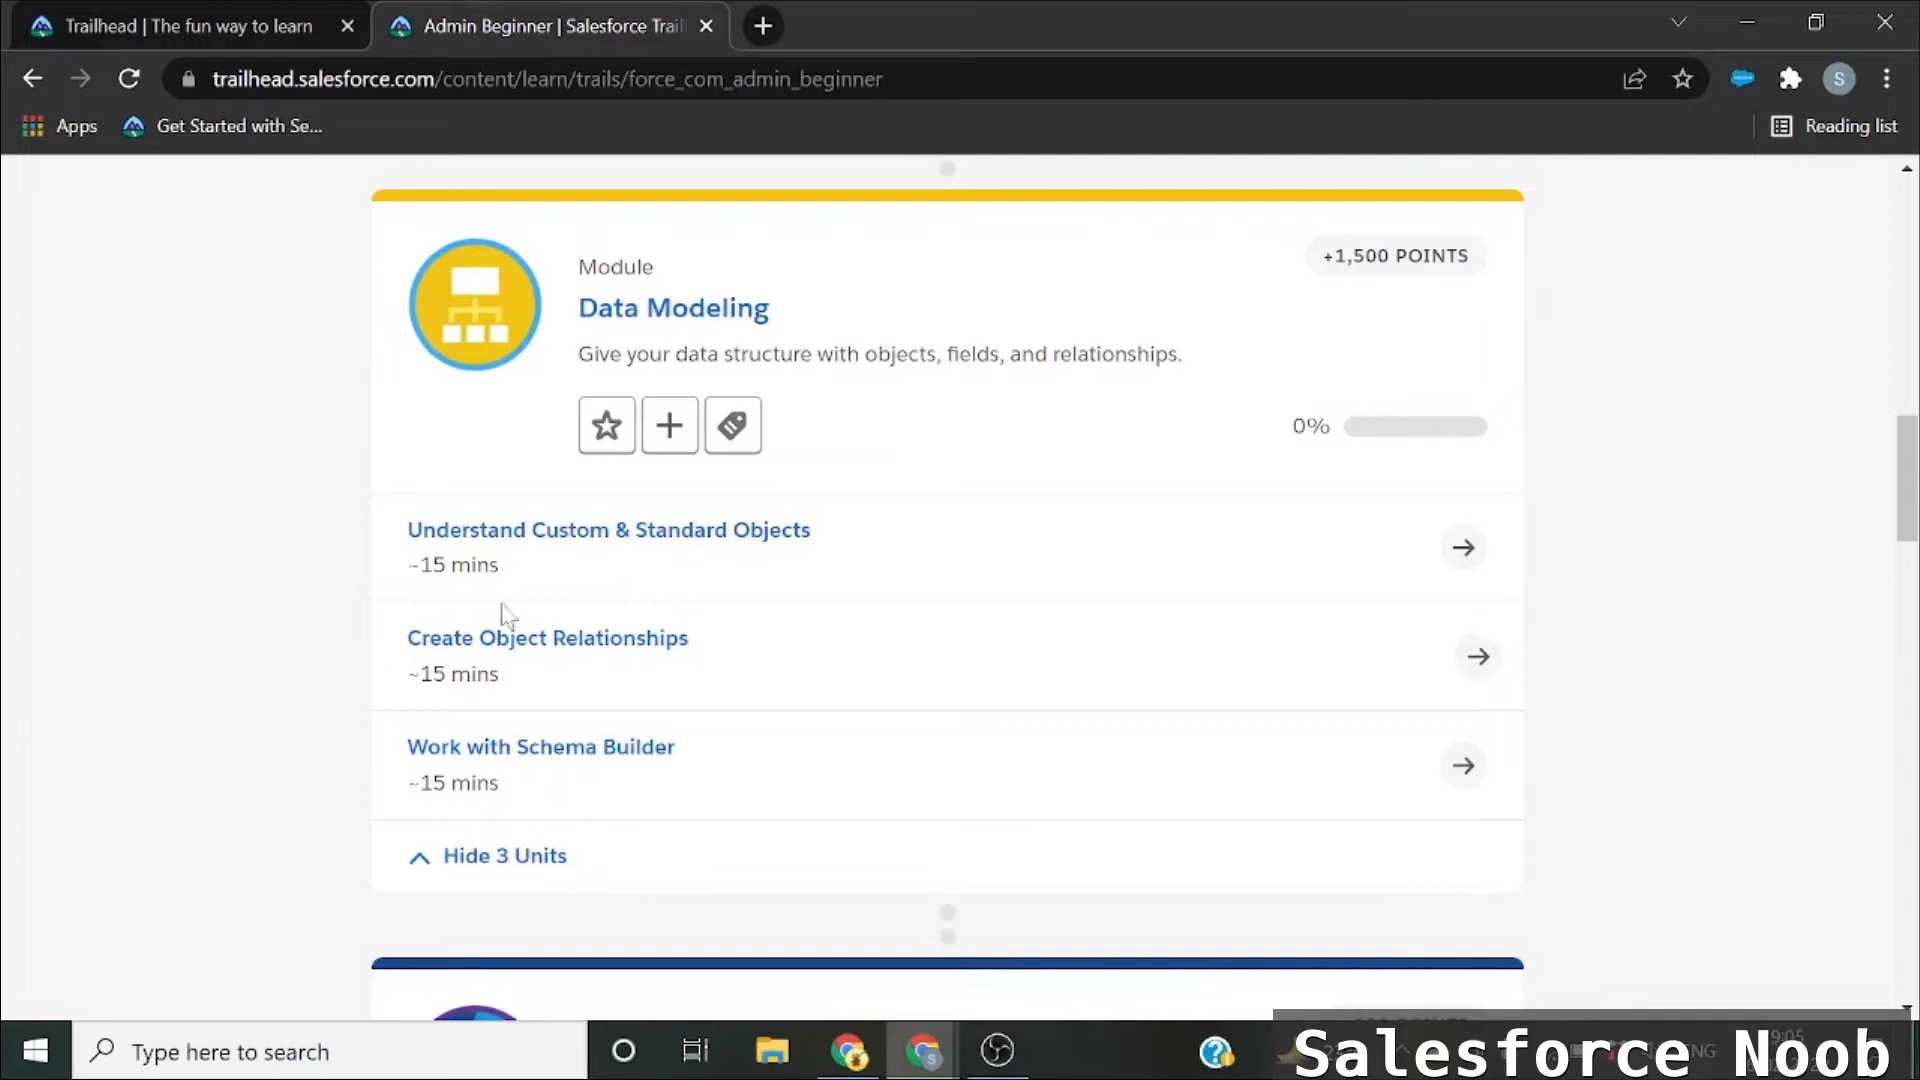 Trailhead | The fun way to learn
Admin Beginner | Salesforce Trail
trailhead.salesforce.com/content/learn/trails/force_com_admin_beginner
S
Apps
Get Started with Se...
Reading list
Module
+1,500 POINTS
Data Modeling
Give your data structure with objects, fields, and relationships.
0%
Understand Custom & Standard Objects
~15 mins
Create Object Relationships
~15 mins
Work with Schema Builder
~15 mins
Hide 3 Units
Type here to search
Salesforce Noob